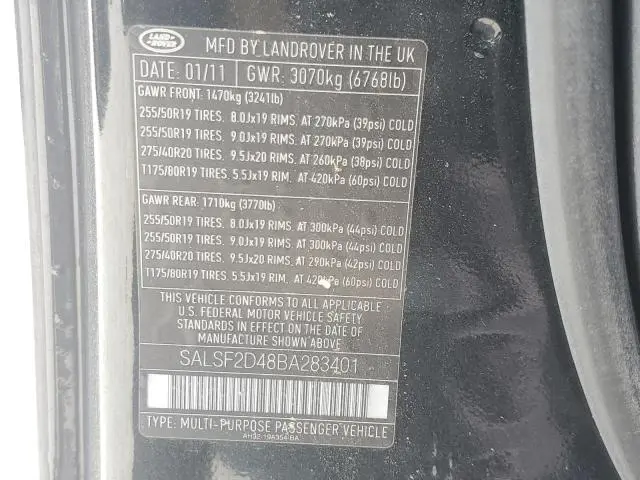 LAND ROVER
MFD BY LANDROVER IN THE UK
DATE: 01/11 GWR: 3070kg (6768lb)
GAWR FRONT: 1470kg (3241lb)
255/50R19 TIRES. 8.0Jx19 RIMS. AT 270kPa (39psi) COLD
255/50R19 TIRES. 9.0Jx19 RIMS. AT 270kPa (39psi) COLD
275/40R20 TIRES. 9.5Jx20 RIMS. AT 260kPa (38psi) COLD
T175/80R19 TIRES. 5.5Jx19 RIM. AT 420kPa (60psi) COLD
GAWR REAR: 1710kg (3770lb)
255/50R19 TIRES. 8.0Jx19 RIMS. AT 300kPa (44psi) COLD
255/50R19 TIRES. 9.0Jx19 RIMS. AT 300kPa (44psi) COLD
275/40R20 TIRES. 9.5Jx20 RIMS. AT 290kPa (42psi) COLD
T175/80R19 TIRES. 5.5Jx19 RIM. AT 420kPa (60psi) COLD
THIS VEHICLE CONFORMS TO ALL APPLICABLE
U.S. FEDERAL MOTOR VEHICLE SAFETY
STANDARDS IN EFFECT ON THE DATE OF
MANUFACTURE SHOWN ABOVE
SALSF2D48BA283401
TYPE: MULTI-PURPOSE PASSENGER VEHICLE
AH32-19A354-BA